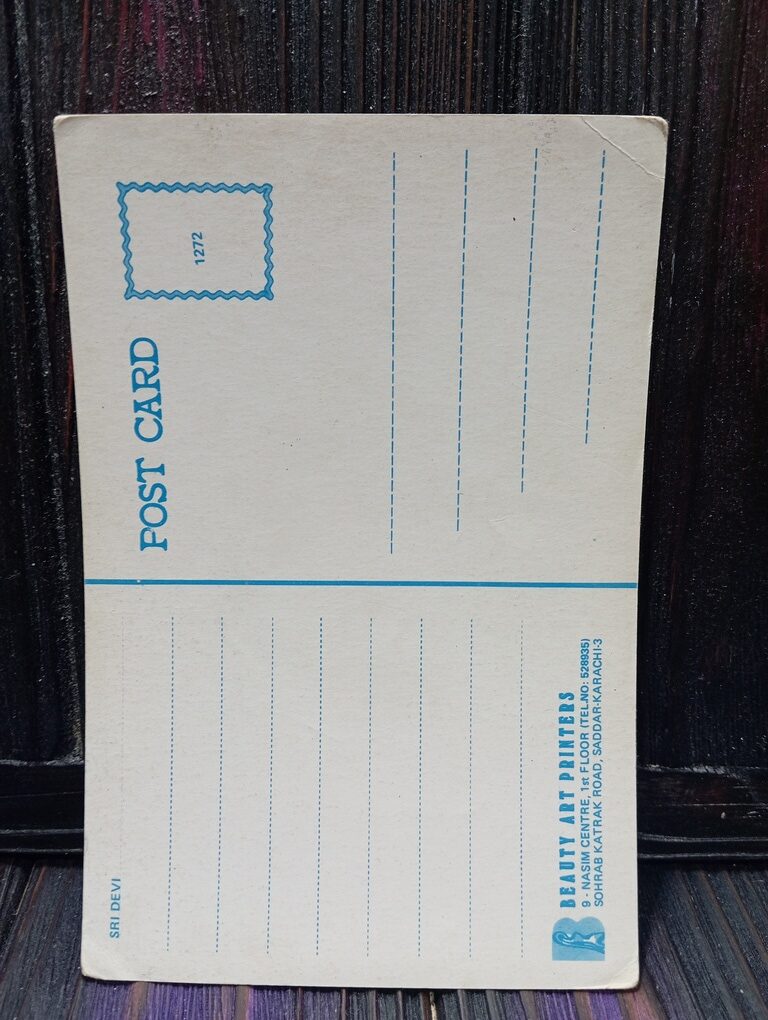 SRI DEVI
BEAUTY ART PRINTERS
9 - NASIM CENTRE, 1st FLOOR (TEL.NO: 528935)
SOHRAB KATRAK ROAD, SADDAR-KARACHI-3
POST CARD
1272